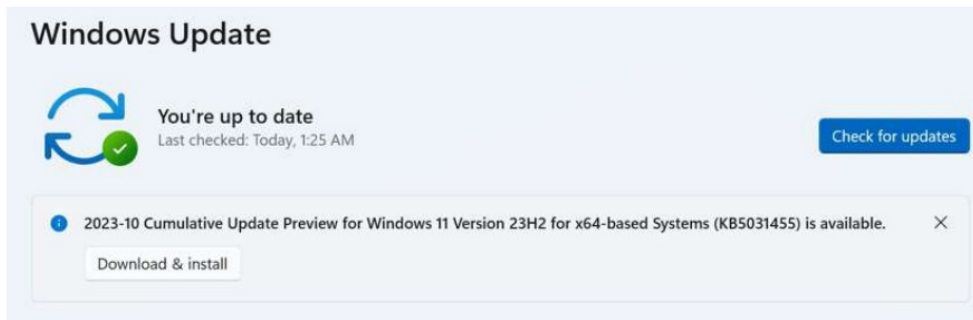 Windows Update
You're up to date
Last checked: Today, 1:25 AM
Check for updates
2023-10 Cumulative Update Preview for Windows 11 Version 23H2 for x64-based Systems (KB5031455) is available.
Download & install